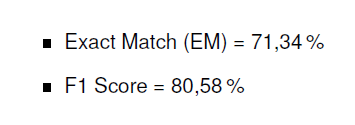 ▪ Exact Match (EM) = 71,34 %
▪ F1 Score = 80,58 %